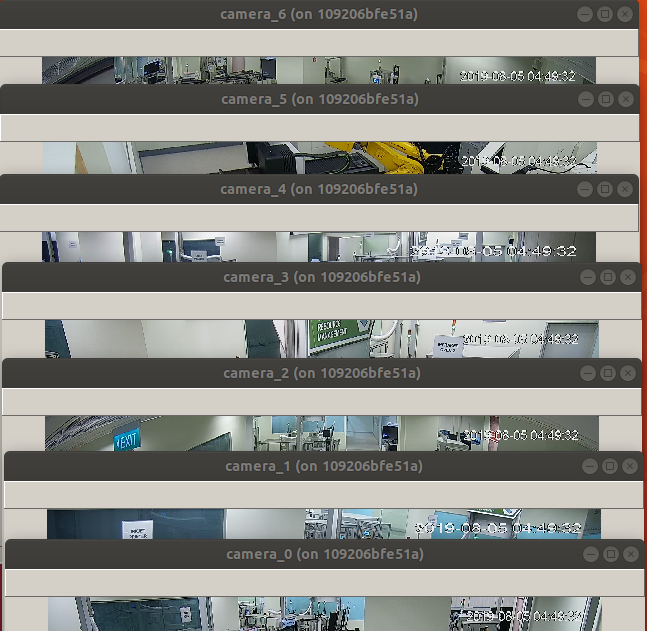 camera_6 (on 109206bfe51a)
2019-08-05 04:49:32
camera_5 (on 109206bfe51a)
2019-08-05 04:49:32
camera_4 (on 109206bfe51a)
2019-08-05 04:49:32
camera_3 (on 109206bfe51a)
RESOURCE
MANAGEMENT
2019-08-05 04:49:32
camera_2 (on 109206bfe51a)
EXIT
2019-08-05 04:49:32
camera_1 (on 109206bfe51a)
2019-08-05 04:49:32
camera_0 (on 109206bfe51a)
2019-08-05 04:49:32